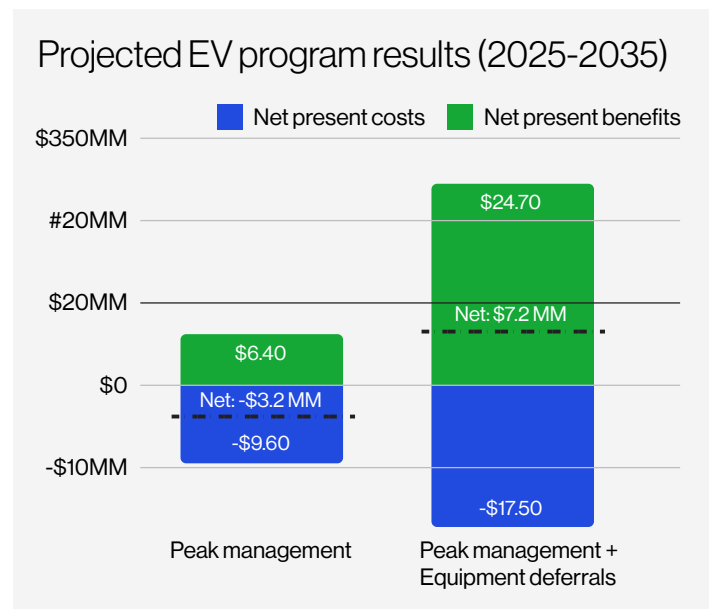 Projected EV program results (2025-2035)
Net present costs
Net present benefits
$350MM
#20MM
$20MM
$0
-$10MM
$24.70
Net: $7.2 MM
$6.40
Net: -$3.2 MM
-$9.60
-$17.50
Peak management
Peak management +
Equipment deferrals